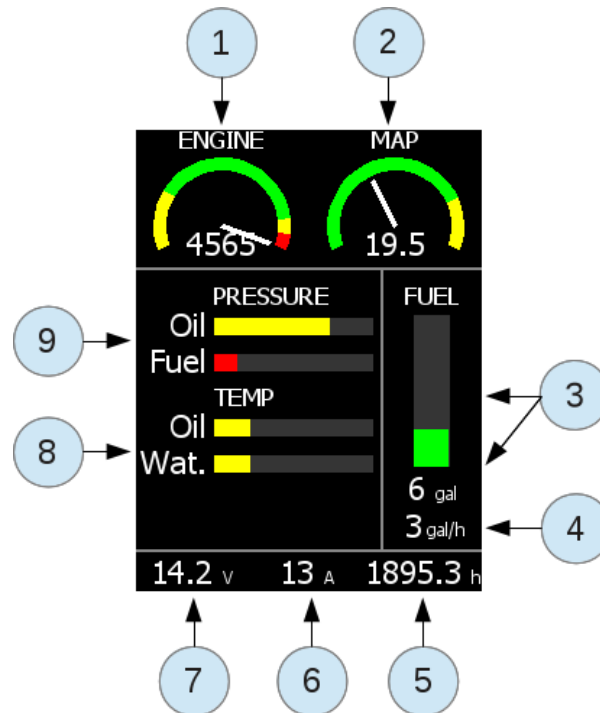 1 2
ENGINE MAP
4565 19.5
PRESSURE FUEL
Oil
9
Fuel
3
TEMP
Oil
8
Wat.
6 gal
3 gal/h 4
14.2 V 13 A 1895.3 h
7 6 5